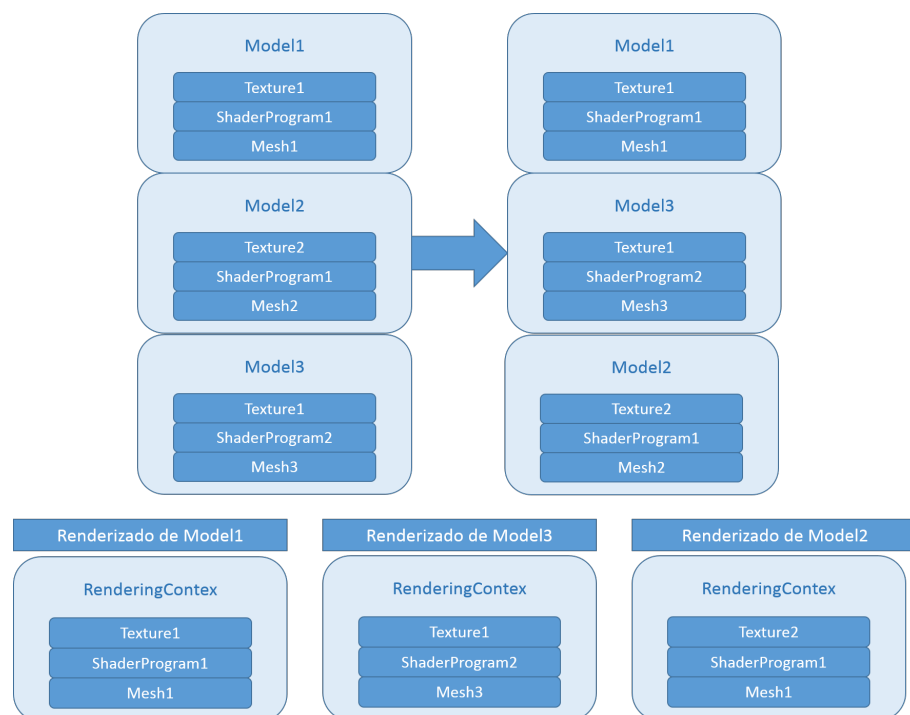 Model1
Texture1
ShaderProgram1
Mesh1
Model2
Texture2
ShaderProgram1
Mesh2
Model3
Texture1
ShaderProgram2
Mesh3
Model1
Texture1
ShaderProgram1
Mesh1
Model3
Texture1
ShaderProgram2
Mesh3
Model2
Texture2
ShaderProgram1
Mesh2
Renderizado de Model1
RenderingContex
Texture1
ShaderProgram1
Mesh1
Renderizado de Model3
RenderingContex
Texture1
ShaderProgram2
Mesh3
Renderizado de Model2
RenderingContex
Texture2
ShaderProgram1
Mesh1